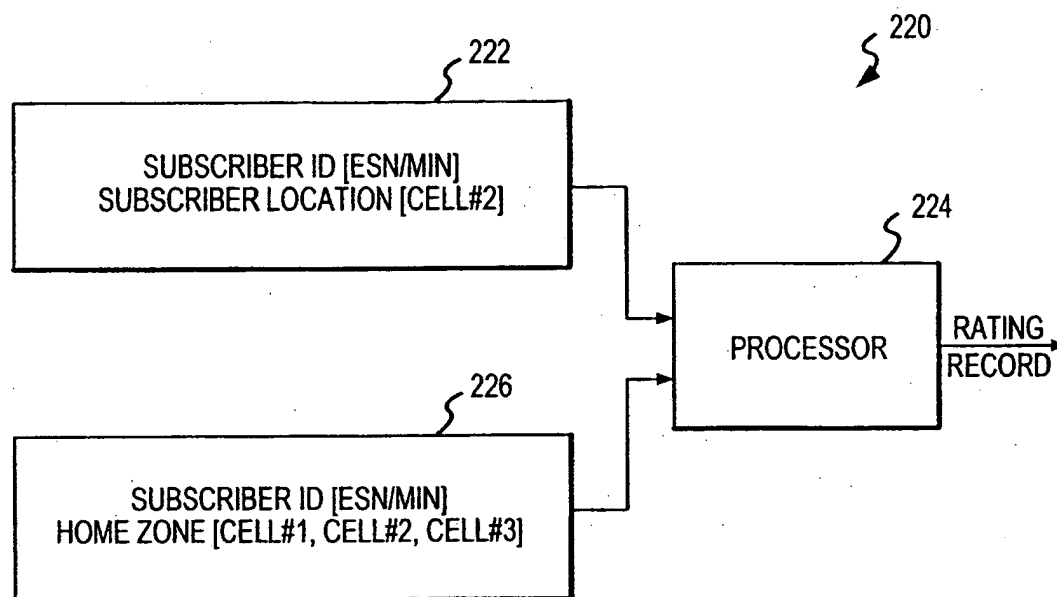 220
222
SUBSCRIBER ID [ESN/MIN]
SUBSCRIBER LOCATION [CELL#2]
224
PROCESSOR
RATING
RECORD
226
SUBSCRIBER ID [ESN/MIN]
HOME ZONE [CELL#1, CELL#2, CELL#3]